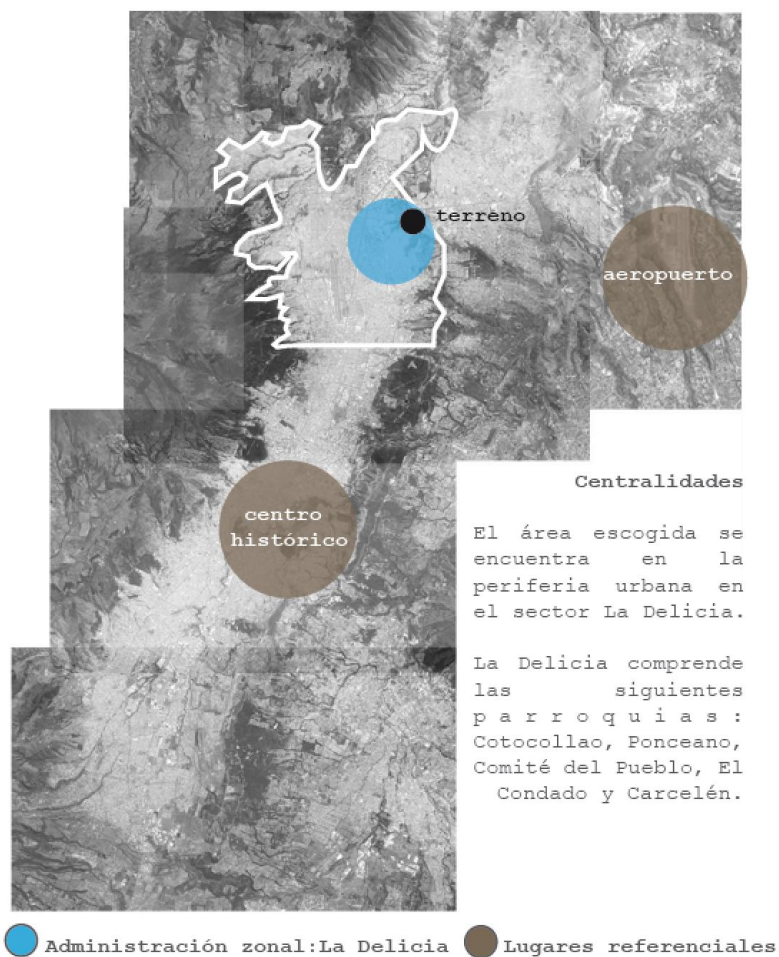 terreno
aeropuerto
centro
histórico
Centralidades
El área escogida se
encuentra en la
periferia urbana en
el sector La Delicia.
La Delicia comprende
las siguientes
parroquias:
Cotocollao, Ponceano,
Comité del Pueblo, El
Condado y Carcelén.
Administración zonal:La Delicia
Lugares referenciales